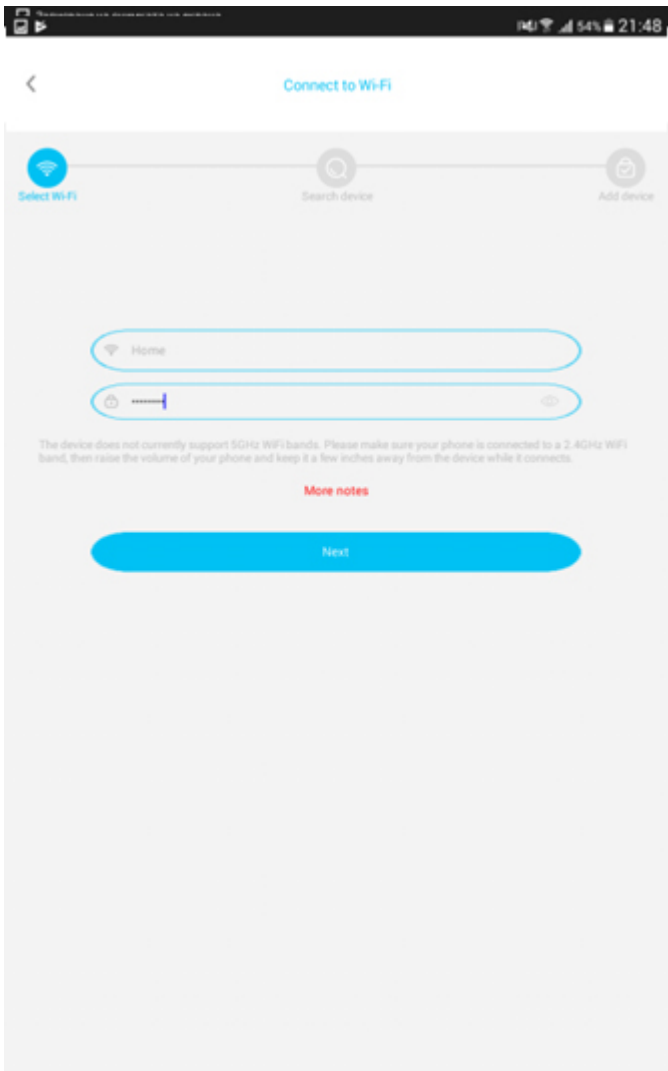 54% 21:48
Connect to Wi-Fi
Select Wi-Fi
Search device
Add device
Home
The device does not currently support 5GHz WiFi bands. Please make sure your phone is connected to a 2.4GHz WiFi
band, then raise the volume of your phone and keep it a few inches away from the device while it connects.
More notes
Next